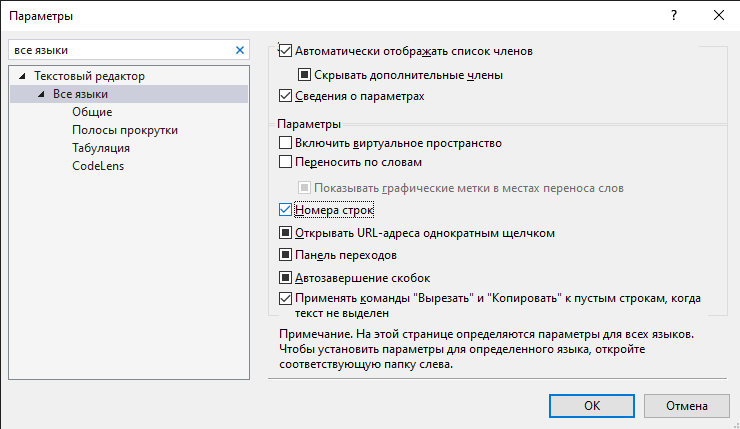 Параметры
?
все языки
Текстовый редактор
Все языки
Общие
Полосы прокрутки
Табуляция
CodeLens
Автоматически отображать список членов
Скрывать дополнительные члены
Сведения о параметрах
Параметры
Включить виртуальное пространство
Переносить по словам
Показывать графические метки в местах переноса слов
Номера строк
Открывать URL-адреса однократным щелчком
Панель переходов
Автозавершение скобок
Применять команды "Вырезать" и "Копировать" к пустым строкам, когда
текст не выделен
Примечание. На этой странице определяются параметры для всех языков.
Чтобы установить параметры для определенного языка, откройте
соответствующую папку слева.
ОК
Отмена